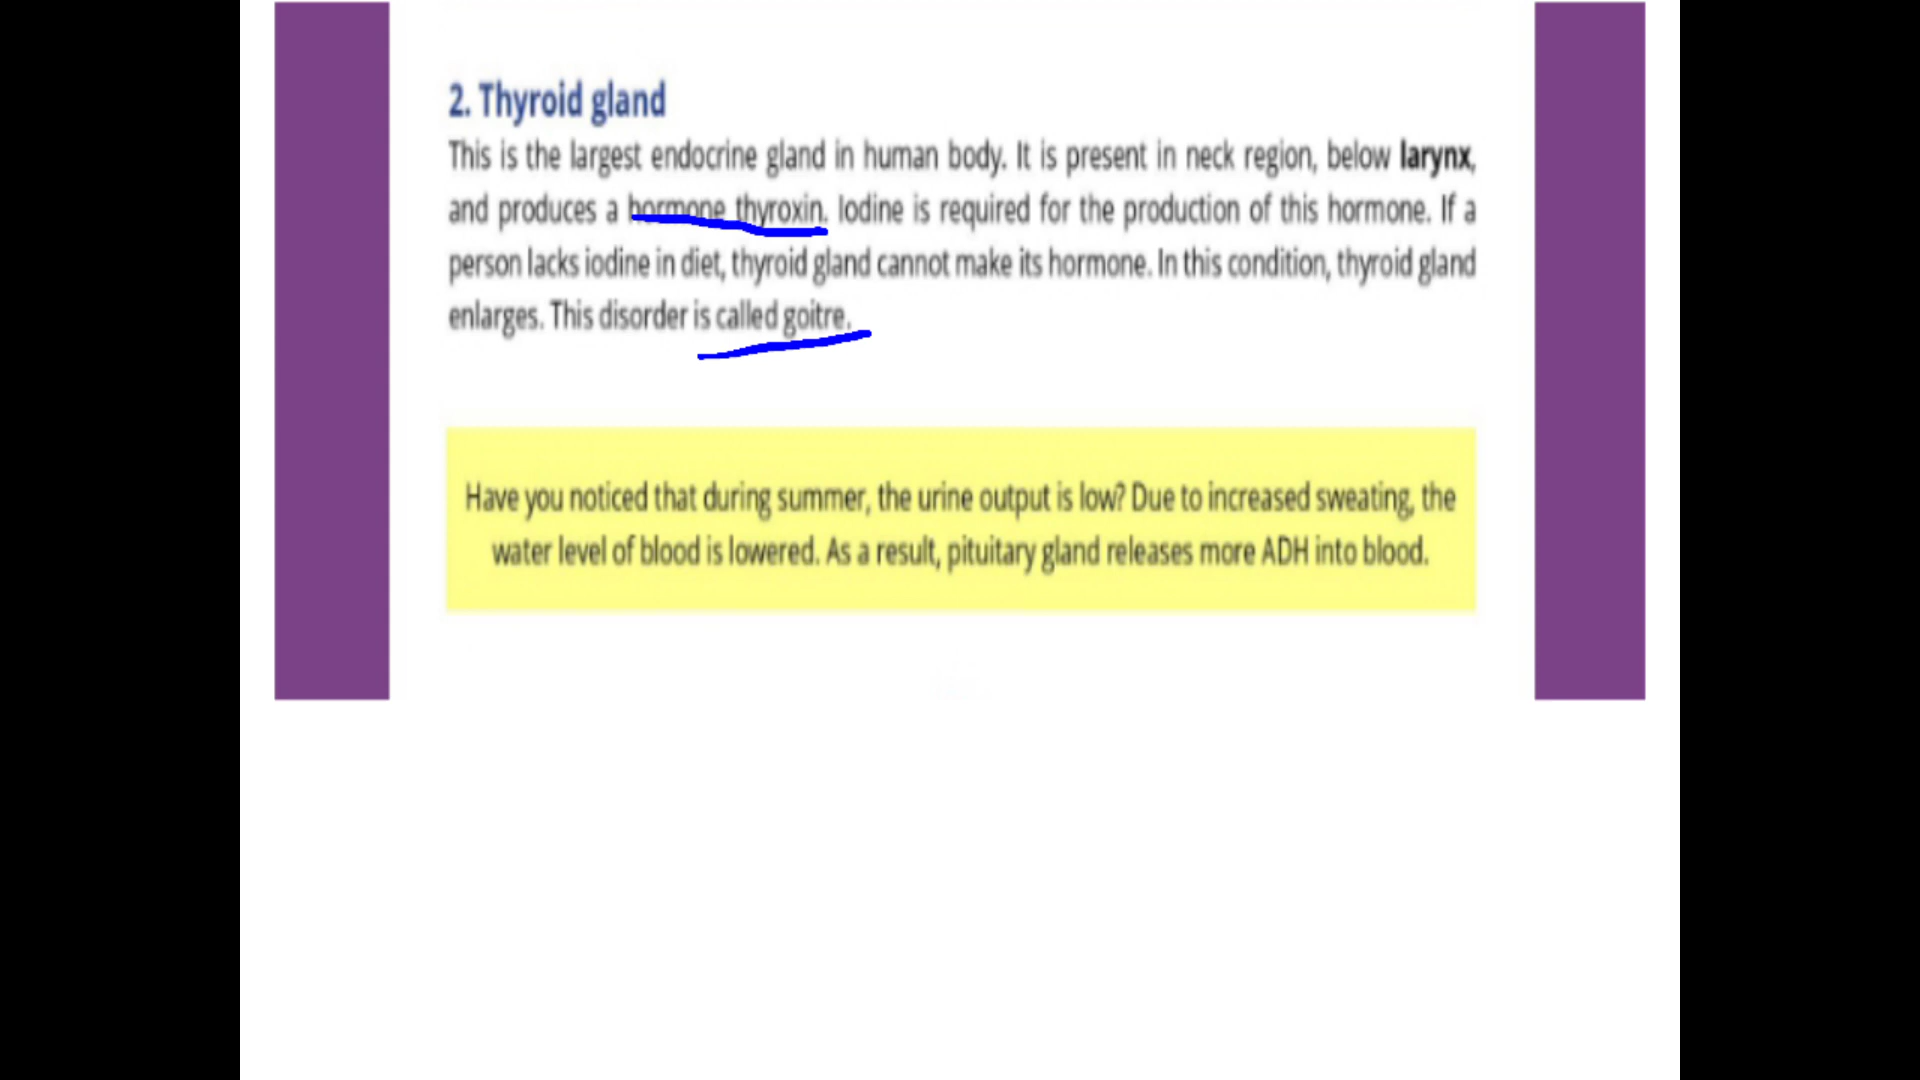 2. Thyroid gland
This is the largest endocrine gland in human body. It is present in neck region, below larynx,
and produces a hormone thyroxin. Iodine is required for the production of this hormone. If a
person lacks iodine in diet, thyroid gland cannot make its hormone. In this condition, thyroid gland
enlarges. This disorder is called goitre.
Have you noticed that during summer, the urine output is low? Due to increased sweating, the
water level of blood is lowered. As a result, pituitary gland releases more ADH into blood.